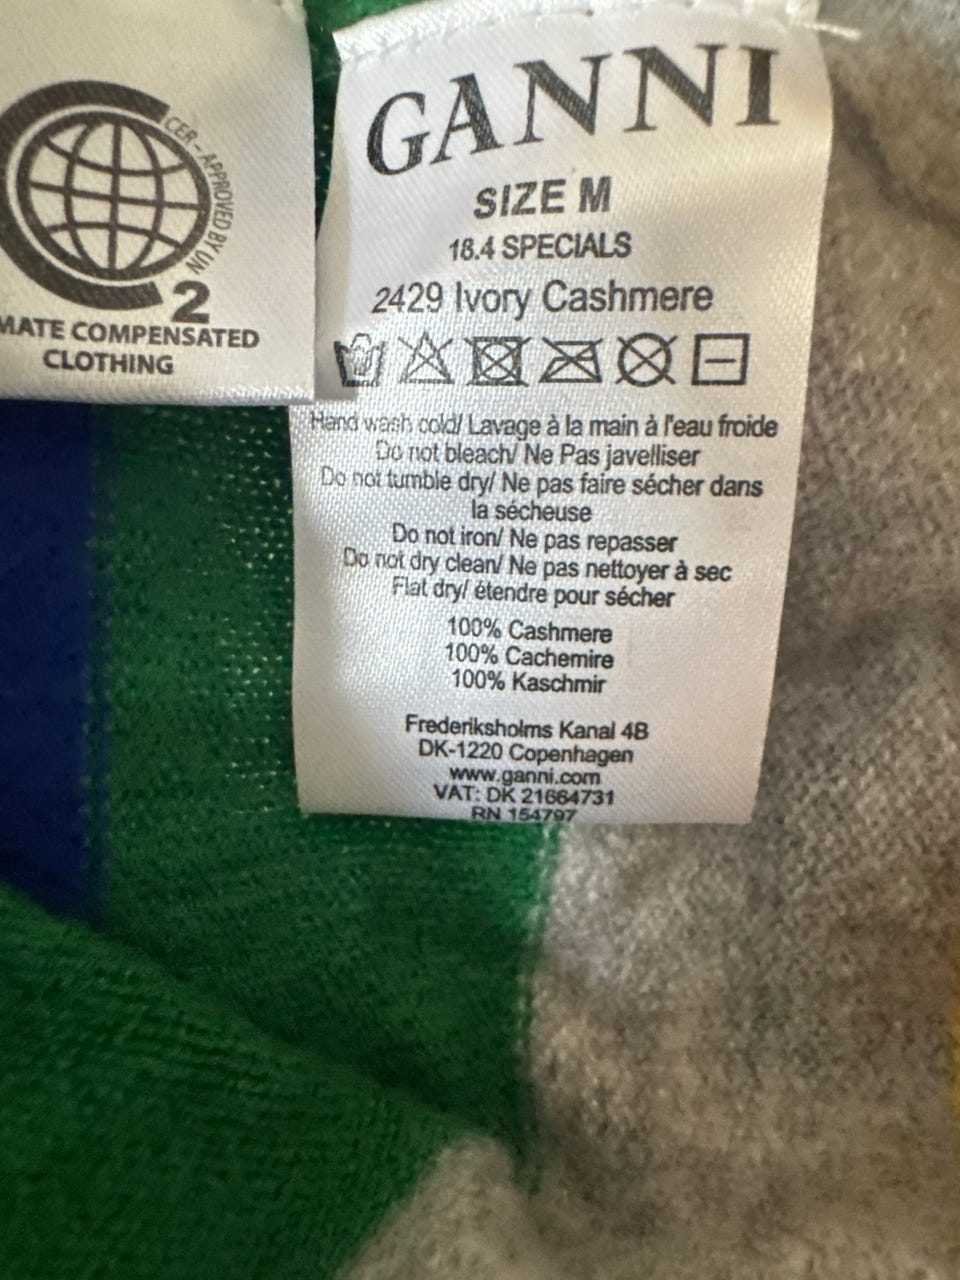 CER - APPROVED BY UN
2
MATE COMPENSATED
CLOTHING
GANNI
SIZE M
18.4 SPECIALS
2429 Ivory Cashmere
Hand wash cold/ Lavage à la main à l'eau froide
Do not bleach/ Ne Pas javelliser
Do not tumble dry/ Ne pas faire sécher dans
la sécheuse
Do not iron/ Ne pas repasser
Do not dry clean/ Ne pas nettoyer à sec
Flat dry/ étendre pour sécher
100% Cashmere
100% Cachemire
100% Kaschmir
Frederiksholms Kanal 4B
DK-1220 Copenhagen
www.ganni.com
VAT: DK 21664731
RN 154797